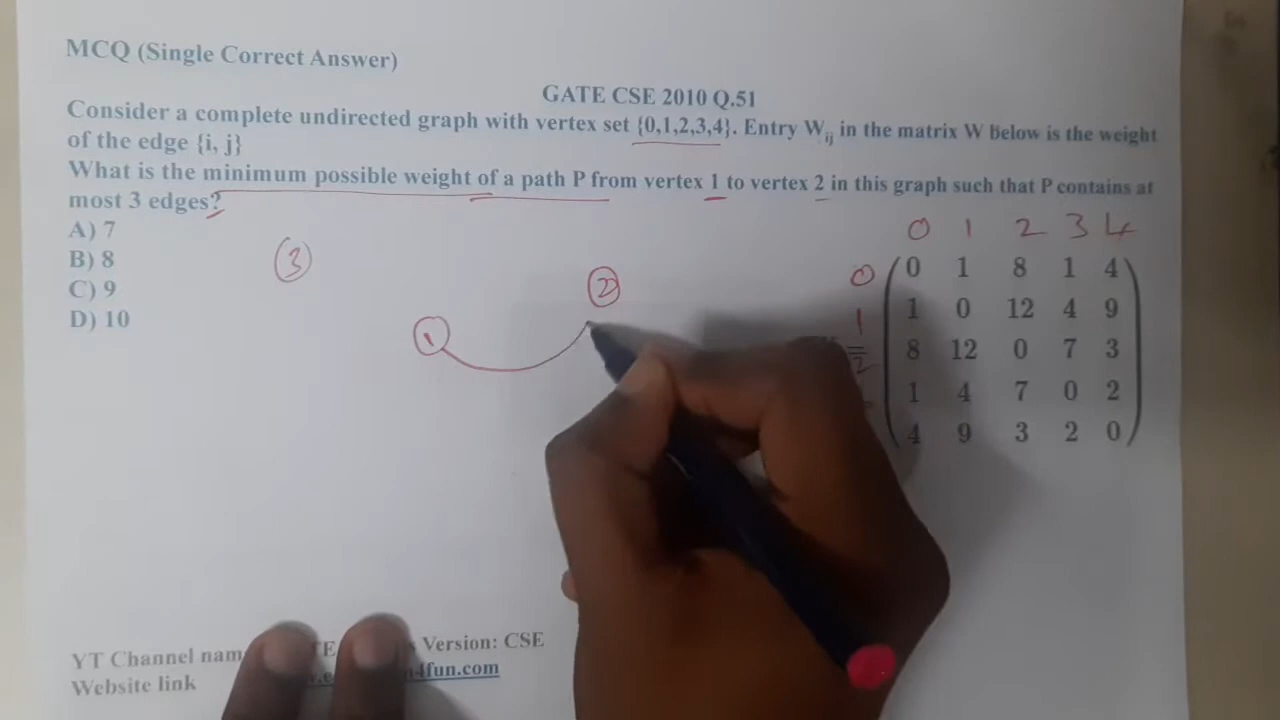 MCQ (Single Correct Answer)
GATE CSE 2010 Q.51
Consider a complete undirected graph with vertex set {0,1,2,3,4}. Entry Wij in the matrix W Below is the weight
of the edge {i, j}
What is the minimum possible weight of a path P from vertex 1 to vertex 2 in this graph such that P contains at
most 3 edges?
A) 7
B) 8
C) 9
D) 10
3
2
1
0 1 2 3 4
0 0 1 8 1 4
1 1 0 12 4 9
2 8 12 0 7 3
1 4 7 0 2
4 9 3 2 0
YT Channel Version: CSE
Website link 4fun.com